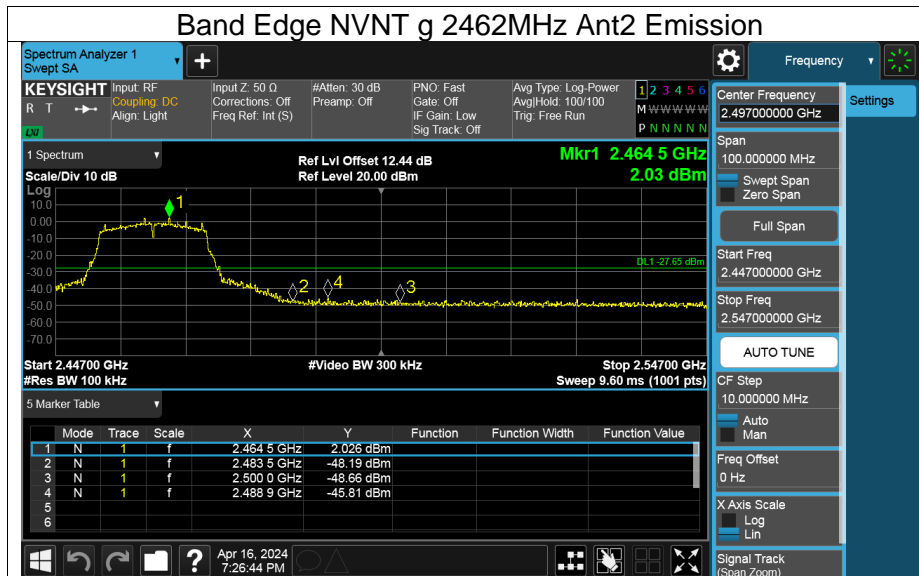 Band Edge NVNT g 2462MHz Ant2 Emission
Spectrum Analyzer 1
Swept SA
+
Frequency
KEYSIGHT
R T
LXI
Input: RF
Coupling: DC
Align: Light
Input Z: 50 Ω
Corrections: Off
Freq Ref: Int (S)
#Atten: 30 dB
Preamp: Off
PNO: Fast
Gate: Off
IF Gain: Low
Sig Track: Off
Avg Type: Log-Power
Avg|Hold: 100/100
Trig: Free Run
1 2 3 4 5 6
M W W W W W
P N N N N N
1 Spectrum
Scale/Div 10 dB
Ref Lvl Offset 12.44 dB
Ref Level 20.00 dBm
Mkr1 2.464 5 GHz
2.03 dBm
Log
10.0
0.00
-10.0
-20.0
-30.0
-40.0
-50.0
-60.0
-70.0
1
2
4
3
DL1 -27.65 dBm
Start 2.44700 GHz
#Res BW 100 kHz
#Video BW 300 kHz
Stop 2.54700 GHz
Sweep 9.60 ms (1001 pts)
5 Marker Table
Mode Trace Scale X Y Function Function Width Function Value
1 N 1 f 2.464 5 GHz 2.026 dBm
2 N 1 f 2.483 5 GHz -48.19 dBm
3 N 1 f 2.500 0 GHz -48.66 dBm
4 N 1 f 2.488 9 GHz -45.81 dBm
5
6
?
Apr 16, 2024
7:26:44 PM
Center Frequency
2.497000000 GHz
Settings
Span
100.000000 MHz
Swept Span
Zero Span
Full Span
Start Freq
2.447000000 GHz
Stop Freq
2.547000000 GHz
AUTO TUNE
CF Step
10.000000 MHz
Auto
Man
Freq Offset
0 Hz
X Axis Scale
Log
Lin
Signal Track
(Span Zoom)